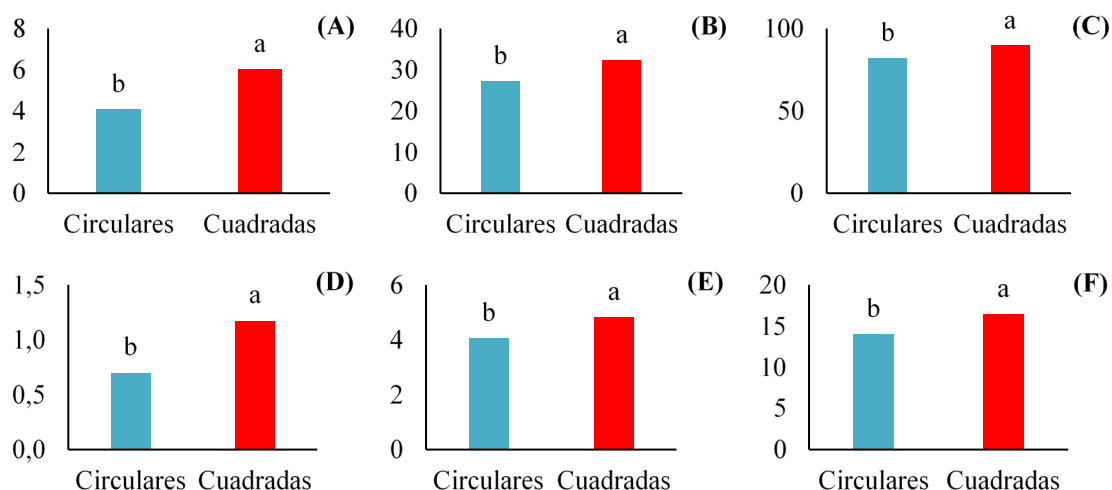 8 (A)
6
4
2
0
b a
Circulares Cuadradas
40 (B)
30
20
10
0
b a
Circulares Cuadradas
100 (C)
50
0
b a
Circulares Cuadradas
1,5 (D)
1,0
0,5
0,0
b a
Circulares Cuadradas
6 (E)
4
2
0
b a
Circulares Cuadradas
20 (F)
15
10
5
0
b a
Circulares Cuadradas